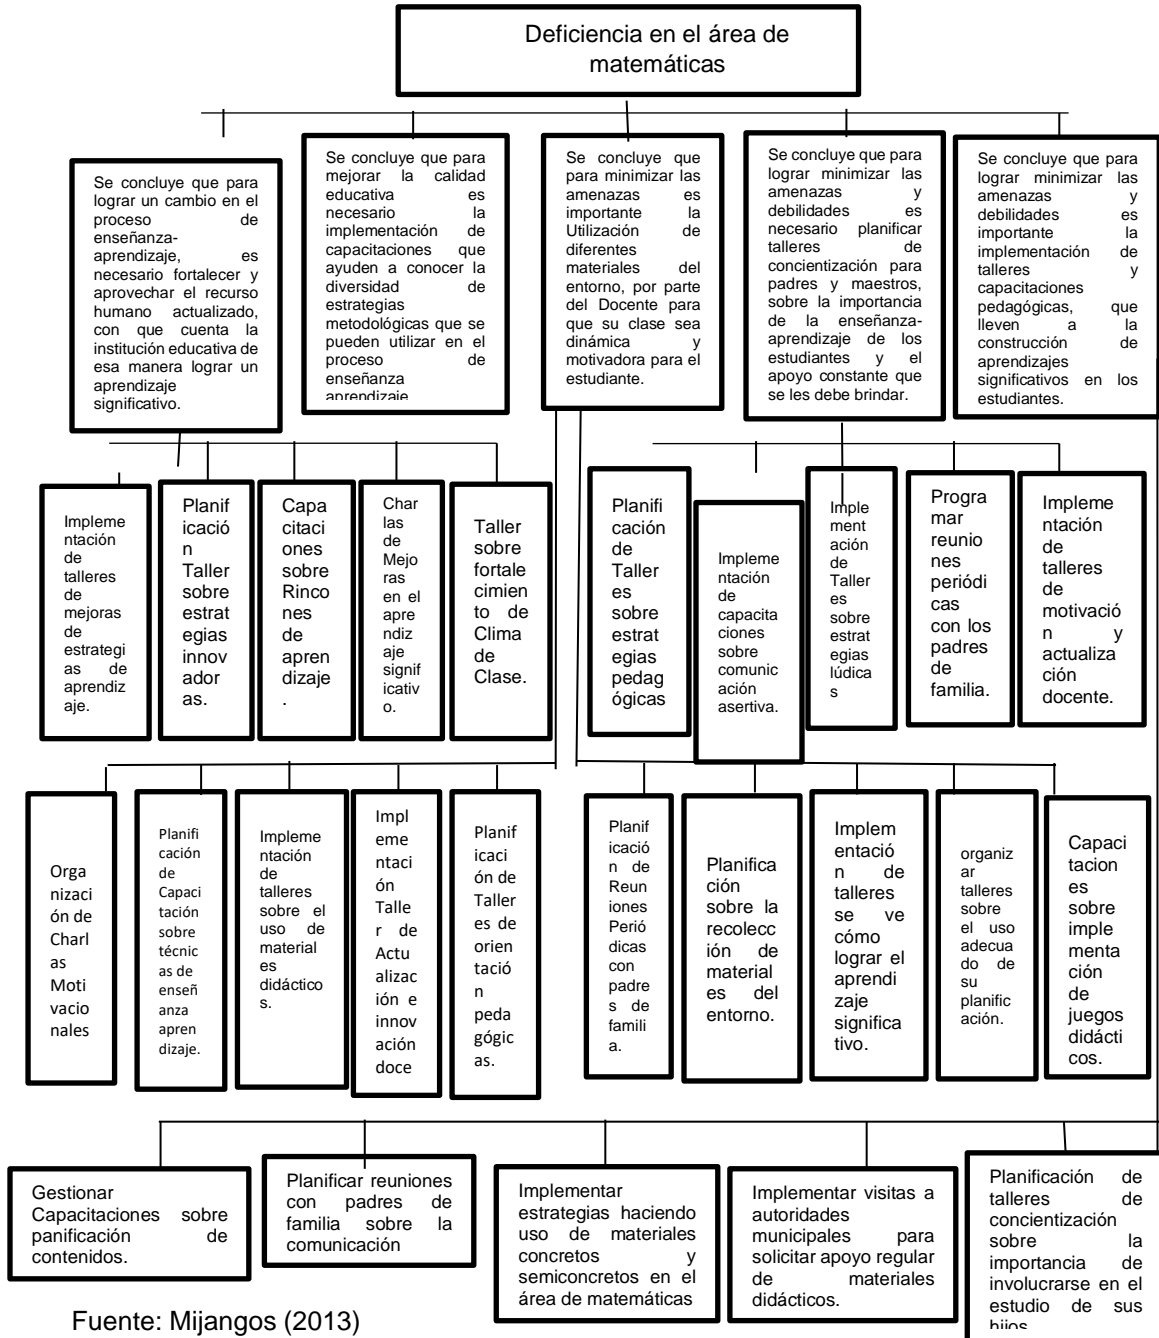 Deficiencia en el área de
matemáticas
Se concluye que para
lograr un cambio en el
proceso de
enseñanza-
aprendizaje, es
necesario fortalecer y
aprovechar el recurso
humano actualizado,
con que cuenta la
institución educativa de
esa manera lograr un
aprendizaje
significativo.
Se concluye que para
mejorar la calidad
educativa es
necesario la
implementación de
capacitaciones que
ayuden a conocer la
diversidad de
estrategias
metodológicas que se
pueden utilizar en el
proceso de
enseñanza
aprendizaje
Se concluye que
para minimizar las
amenazas es
importante la
Utilización de
diferentes
materiales del
entorno, por parte
del Docente para
que su clase sea
dinámica y
motivadora para el
estudiante.
Se concluye que para
lograr minimizar las
amenazas y
debilidades es
necesario planificar
talleres de
concientización para
padres y maestros,
sobre la importancia
de la enseñanza-
aprendizaje de los
estudiantes y el
apoyo constante que
se les debe brindar.
Se concluye que para
lograr minimizar las
amenazas y
debilidades es
importante la
implementación de
talleres y
capacitaciones
pedagógicas, que
lleven a la
construcción de
aprendizajes
significativos en los
estudiantes.
Impleme
ntación
de
talleres
de
mejoras
de
estrategi
as de
aprendiz
aje.
Planif
icació
n
Taller
sobre
estrat
egias
innov
adora
s.
Capa
citaci
ones
sobre
Rinco
nes
de
apren
dizaje
.
Char
las
de
Mejo
ras
en el
apre
ndiz
aje
signif
icativ
o.
Taller
sobre
fortale
cimien
to de
Clima
de
Clase.
Planifi
cación
de
Taller
es
sobre
estrat
egias
pedag
ógicas
Impleme
ntación
de
capacita
ciones
sobre
comunic
ación
asertiva.
Imple
ment
ación
de
Taller
es
sobre
estrat
egias
lúdica
s
Progra
mar
reunio
nes
periódi
cas
con los
padres
de
familia.
Impleme
ntación
de
talleres
de
motivació
n y
actualiza
ción
docente.
Orga
nizaci
ón de
Charl
as
Moti
vacio
nales
Planifi
cación
de
Capaci
tación
sobre
técnic
as de
enseñ
anza
apren
dizaje.
Impleme
ntación
de
talleres
sobre el
uso de
material
es
didáctico
s.
Impl
eme
ntaci
ón
Talle
r de
Actu
aliza
ción e
innov
ación
doce
Planif
icaci
ón de
Taller
es de
orien
tació
n
peda
gógic
as.
Planif
icació
n de
Reun
iones
Perió
dicas
con
padre
s de
famili
a.
Planifica
ción
sobre la
recolecc
ión de
material
es del
entorno.
Implem
entació
n de
talleres
se ve
cómo
lograr el
aprendi
zaje
significa
tivo.
organiz
ar
talleres
sobre
el uso
adecua
do de
su
planific
ación.
Capaci
tacion
es
sobre
imple
menta
ción
de
juegos
didácti
cos.
Gestionar
Capacitaciones sobre
panificación de
contenidos.
Planificar reuniones
con padres de
familia sobre la
comunicación
Implementar
estrategias haciendo
uso de materiales
concretos y
semiconcretos en el
área de matemáticas
Implementar visitas a
autoridades
municipales para
solicitar apoyo regular
de materiales
didácticos.
Planificación de
talleres de
concientización
sobre la
importancia de
involucrarse en el
estudio de sus
hijos
Fuente: Mijangos (2013)